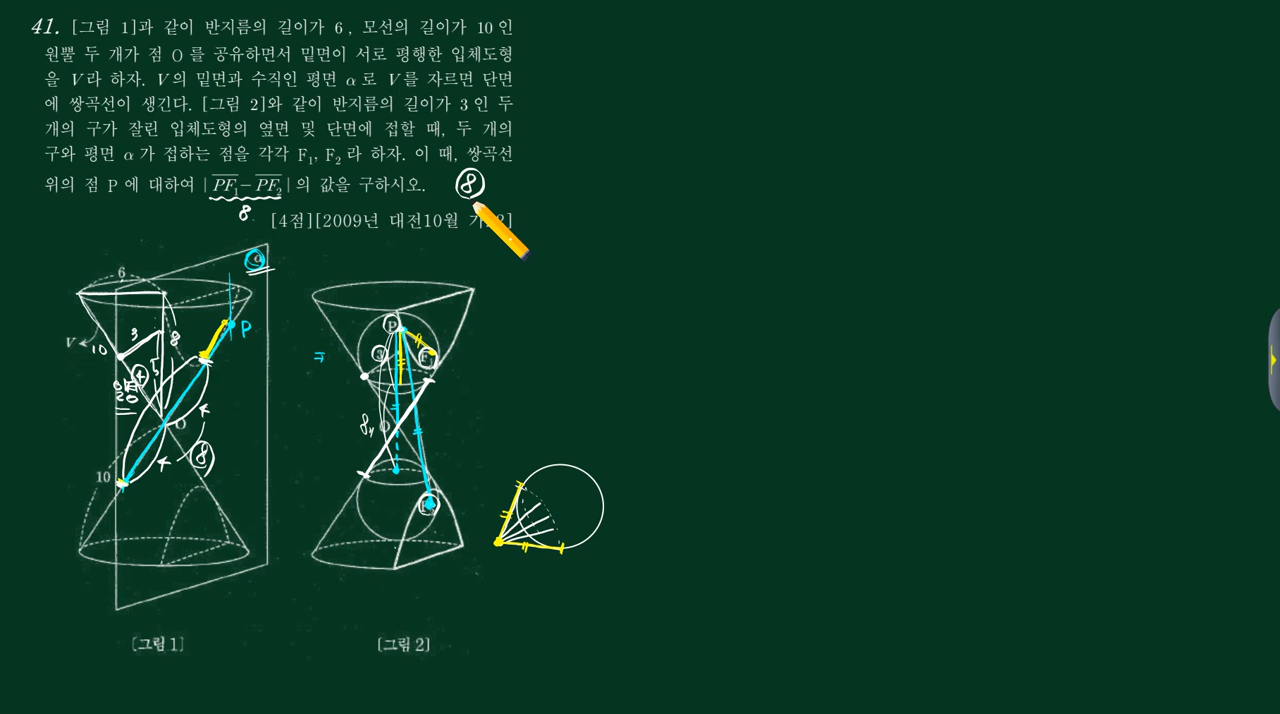 41. [그림 1]과 같이 반지름의 길이가 6, 모선의 길이가 10인
원뿔 두 개가 점 O를 공유하면서 밑면이 서로 평행한 입체도형
을 V라 하자. V의 밑면과 수직인 평면 α로 V를 자르면 단면
에 쌍곡선이 생긴다. [그림 2]와 같이 반지름의 길이가 3인 두
개의 구가 잘린 입체도형의 옆면 및 단면에 접할 때, 두 개의
구와 평면 α가 접하는 점을 각각 F₁, F₂라 하자. 이 때, 쌍곡선
위의 점 P에 대하여 |PF₁-PF₂|의 값을 구하시오. 8
8
[4점][2009년 대전10월
6
α
P
V
10
3
8
5
4
O
4
4
8
10
P
F
8
O
F
[그림 1]
[그림 2]